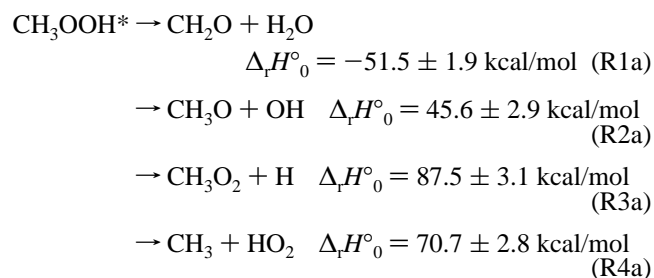 CH₃OOH* → CH₂O + H₂O
ΔᵣH°₀ = −51.5 ± 1.9 kcal/mol (R1a)
→ CH₃O + OH ΔᵣH°₀ = 45.6 ± 2.9 kcal/mol
(R2a)
→ CH₃O₂ + H ΔᵣH°₀ = 87.5 ± 3.1 kcal/mol
(R3a)
→ CH₃ + HO₂ ΔᵣH°₀ = 70.7 ± 2.8 kcal/mol
(R4a)